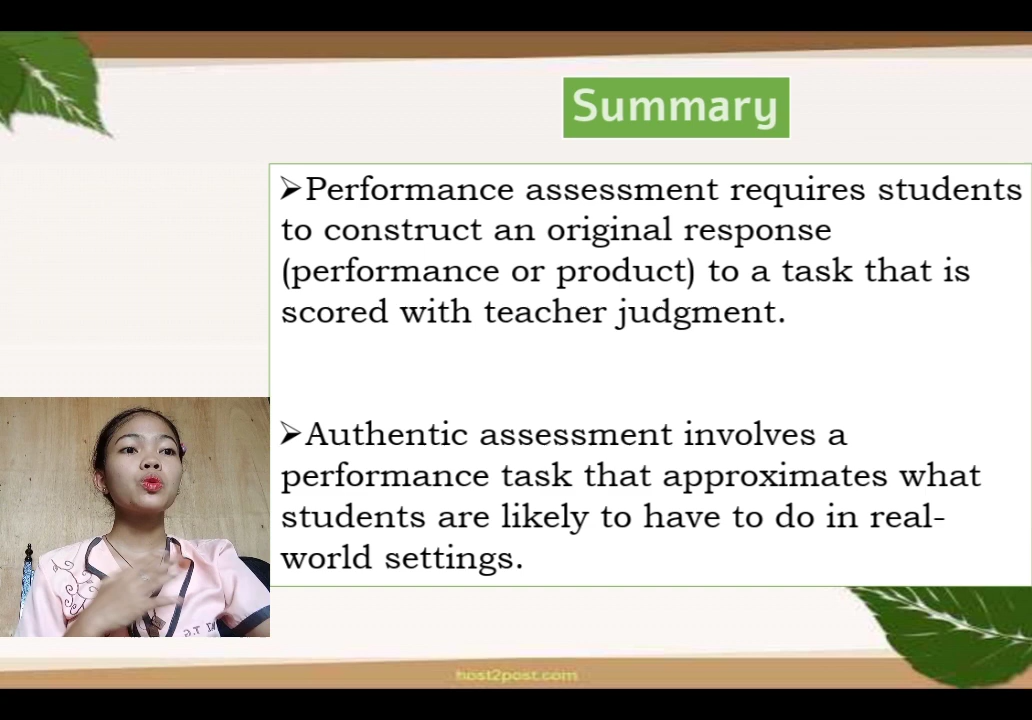 Summary
➢Performance assessment requires students
to construct an original response
(performance or product) to a task that is
scored with teacher judgment.
➢Authentic assessment involves a
performance task that approximates what
students are likely to have to do in real-
world settings.
host2post.com